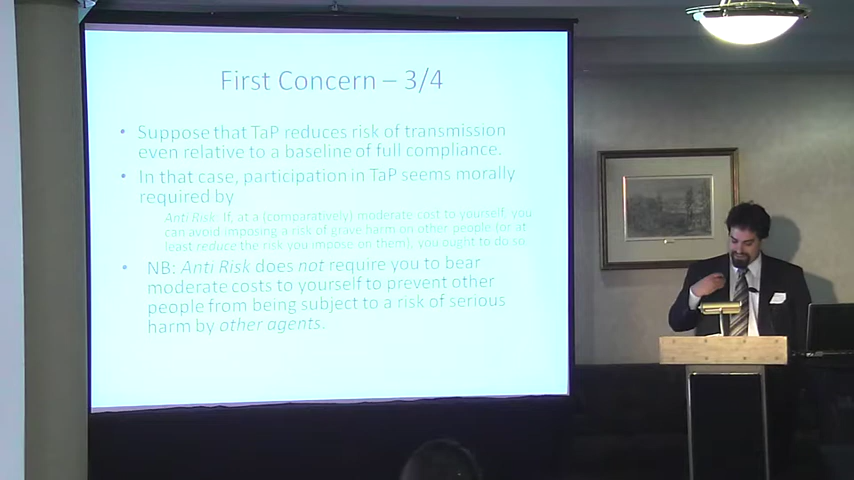 First Concern – 3/4
• Suppose that TaP reduces risk of transmission
even relative to a baseline of full compliance.
• In that case, participation in TaP seems morally
required by
Anti Risk: If, at a (comparatively) moderate cost to yourself, you
can avoid imposing a risk of grave harm on other people (or at
least reduce the risk you impose on them), you ought to do so.
• NB: Anti Risk does not require you to bear
moderate costs to yourself to prevent other
people from being subject to a risk of serious
harm by other agents.